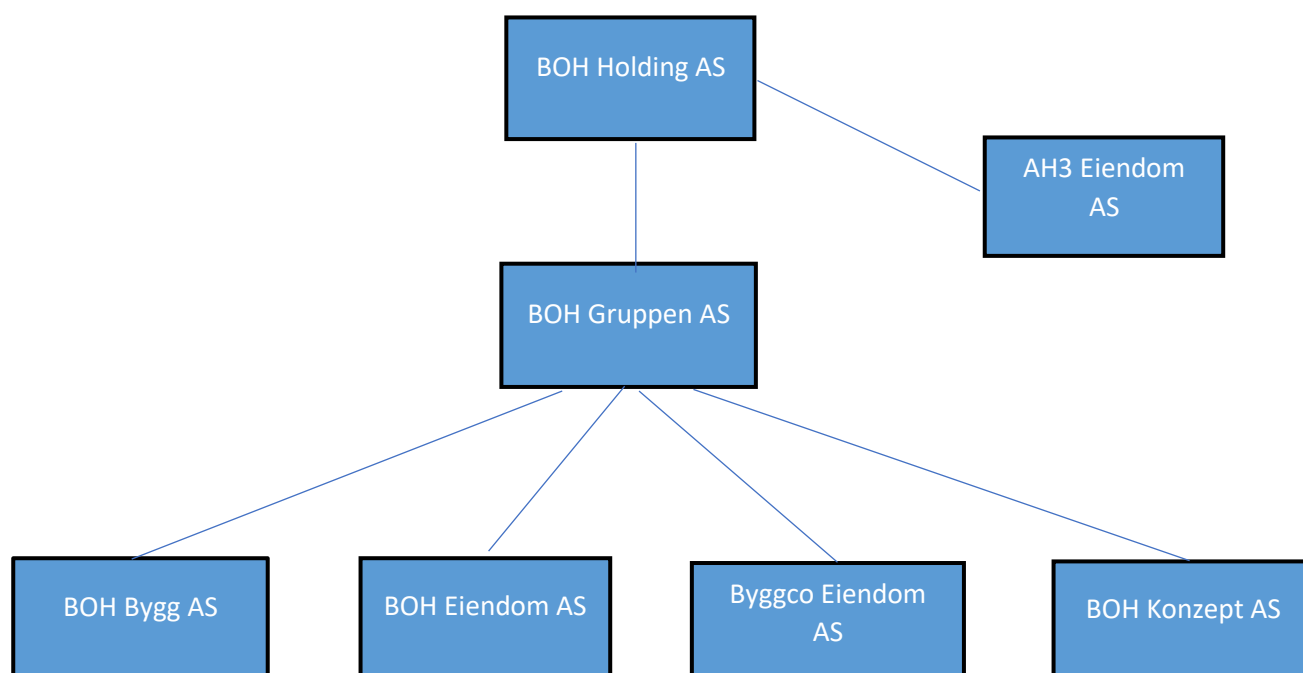 BOH Holding AS
AH3 Eiendom
AS
BOH Gruppen AS
BOH Bygg AS
BOH Eiendom AS
Byggco Eiendom
AS
BOH Konzept AS